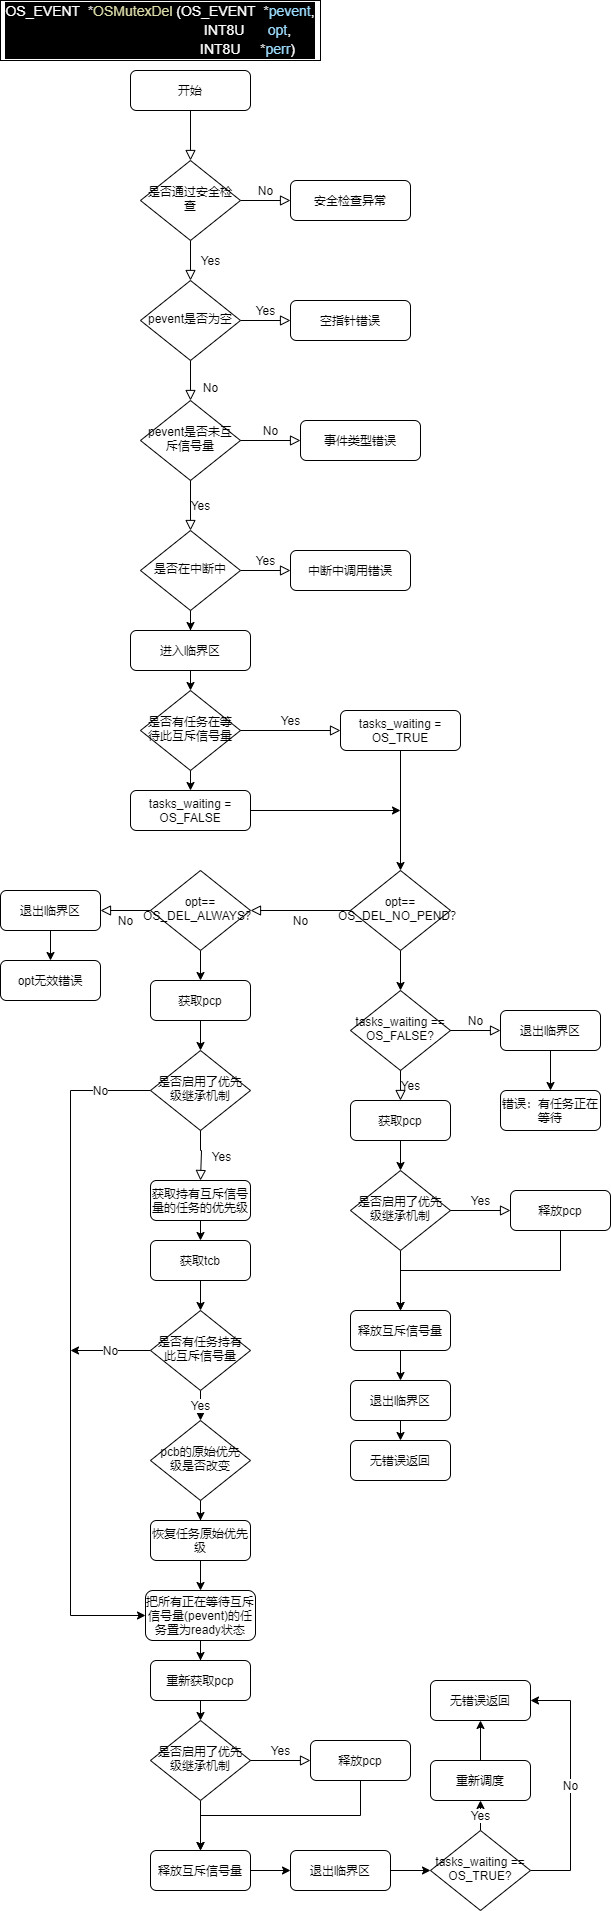 OS_EVENT *OSMutexDel (OS_EVENT *pevent,
INT8U opt,
INT8U *perr)
开始
是否通过安全检
查
No
安全检查异常
Yes
pevent是否为空
Yes
空指针错误
No
pevent是否未互
斥信号量
No
事件类型错误
Yes
是否在中断中
Yes
中断中调用错误
进入临界区
是否有任务在等
待此互斥信号量
Yes
tasks_waiting =
OS_TRUE
tasks_waiting =
OS_FALSE
退出临界区
No
opt==
OS_DEL_ALWAYS?
No
opt==
OS_DEL_NO_PEND?
opt无效错误
获取pcp
tasks_waiting ==
OS_FALSE?
No
退出临界区
Yes
错误：有任务正在
等待
No
是否启用了优先
级继承机制
获取pcp
Yes
获取持有互斥信号
量的任务的优先级
是否启用了优先
级继承机制
Yes
释放pcp
获取tcb
No
是否有任务持有
此互斥信号量
释放互斥信号量
Yes
退出临界区
pcb的原始优先
级是否改变
无错误返回
恢复任务原始优先
级
把所有正在等待互斥
信号量(pevent)的任
务置为ready状态
重新获取pcp
无错误返回
是否启用了优先
级继承机制
Yes
释放pcp
重新调度
No
Yes
释放互斥信号量
退出临界区
tasks_waiting ==
OS_TRUE?